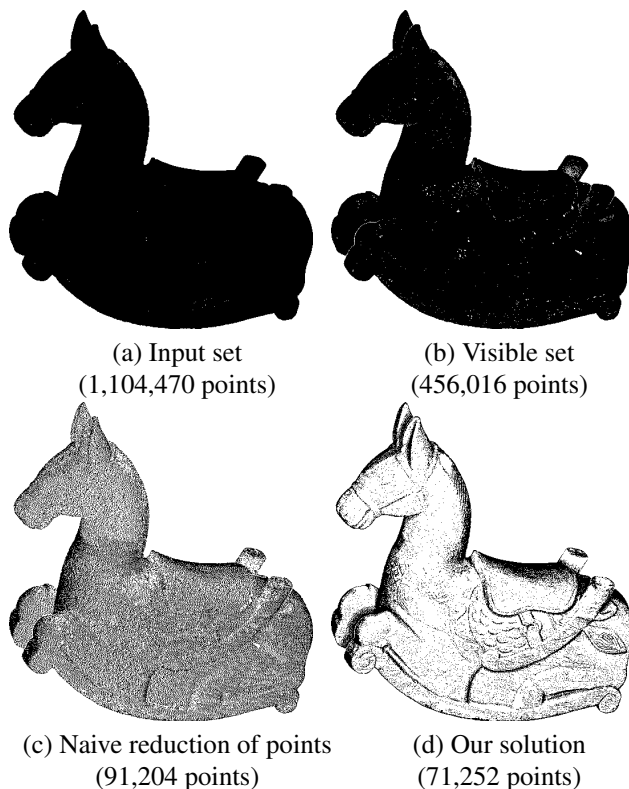 (a) Input set
(1,104,470 points)
(b) Visible set
(456,016 points)
(c) Naive reduction of points
(91,204 points)
(d) Our solution
(71,252 points)